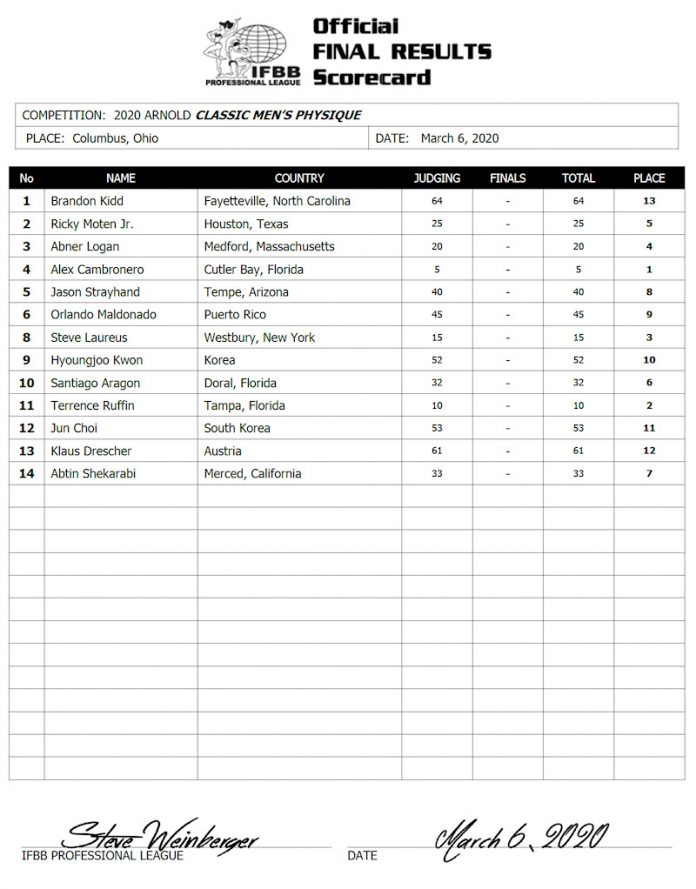 Official
FINAL RESULTS
Scorecard
IFBB
PROFESSIONAL LEAGUE
COMPETITION: 2020 ARNOLD CLASSIC MEN'S PHYSIQUE
PLACE: Columbus, Ohio DATE: March 6, 2020
No NAME COUNTRY JUDGING FINALS TOTAL PLACE
1 Brandon Kidd Fayetteville, North Carolina 64 - 64 13
2 Ricky Moten Jr. Houston, Texas 25 - 25 5
3 Abner Logan Medford, Massachusetts 20 - 20 4
4 Alex Cambronero Cutler Bay, Florida 5 - 5 1
5 Jason Strayhand Tempe, Arizona 40 - 40 8
6 Orlando Maldonado Puerto Rico 45 - 45 9
8 Steve Laureus Westbury, New York 15 - 15 3
9 Hyoungjoo Kwon Korea 52 - 52 10
10 Santiago Aragon Doral, Florida 32 - 32 6
11 Terrence Ruffin Tampa, Florida 10 - 10 2
12 Jun Choi South Korea 53 - 53 11
13 Klaus Drescher Austria 61 - 61 12
14 Abtin Shekarabi Merced, California 33 - 33 7
Steve Weinberger March 6, 2020
IFBB PROFESSIONAL LEAGUE DATE